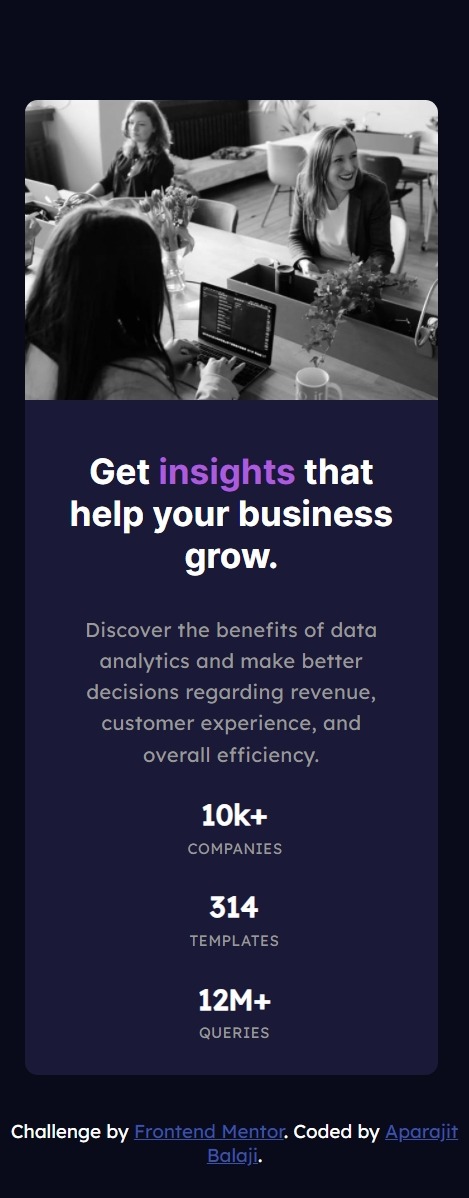 Get insights that
help your business
grow.
Discover the benefits of data
analytics and make better
decisions regarding revenue,
customer experience, and
overall efficiency.
10k+
COMPANIES
314
TEMPLATES
12M+
QUERIES
Challenge by Frontend Mentor. Coded by Aparajit
Balaji.